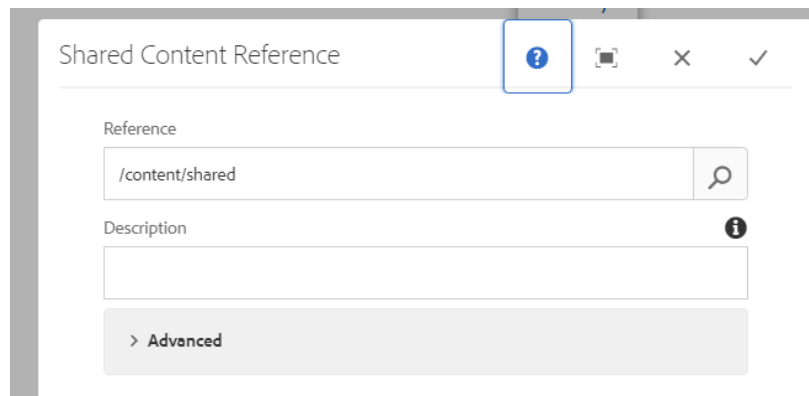 Shared Content Reference
Reference
/content/shared
Description
Advanced